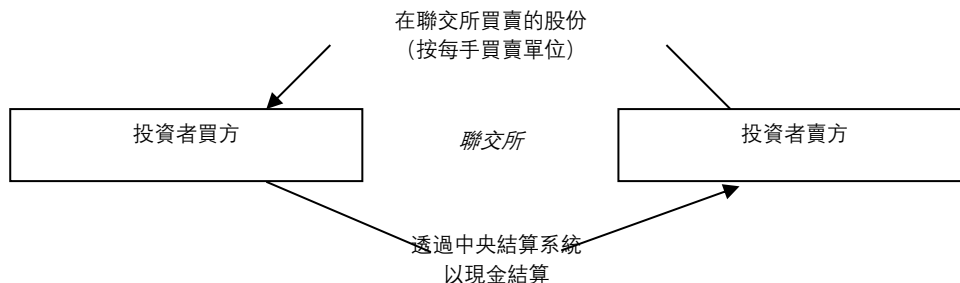 在聯交所買賣的股份
（按每手買賣單位）
投資者買方
聯交所
投資者賣方
透過中央結算系統
以現金結算